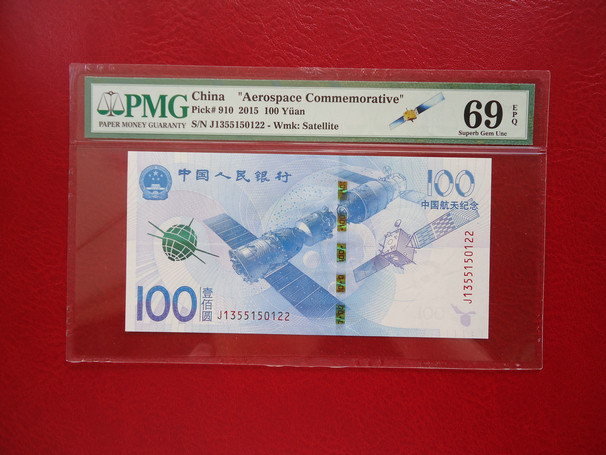 PMG
PAPER MONEY GUARANTY
China "Aerospace Commemorative"
Pick# 910 2015 100 Yüan
S/N J1355150122 - Wmk: Satellite
69 EPQ
Superb Gem Unc
中国人民银行
100
中国航天纪念
J1355150122
100 壹佰圆
J1355150122